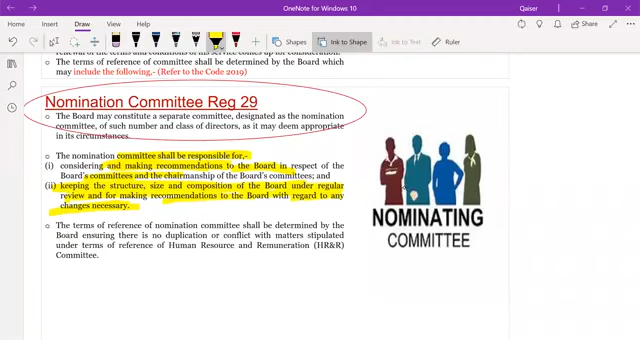 OneNote for Windows 10
Qaiser
Home Insert Draw View Help
Share
Eraser Ink to Shape Ink to Text Ruler
The terms of reference of committee shall be determined by the Board which
may include the following,- (Refer to the Code 2019)
Nomination Committee Reg 29
The Board may constitute a separate committee, designated as the nomination
committee, of such number and class of directors, as it may deem appropriate
in its circumstances.
The nomination committee shall be responsible for,-
(i) considering and making recommendations to the Board in respect of the
Board's committees and the chairmanship of the Board's committees; and
(ii) keeping the structure, size and composition of the Board under regular
review and for making recommendations to the Board with regard to any
changes necessary.
The terms of reference of nomination committee shall be determined by the
Board ensuring there is no duplication or conflict with matters stipulated
under terms of reference of Human Resource and Remuneration (HR&R)
Committee.
NOMINATING
COMMITTEE